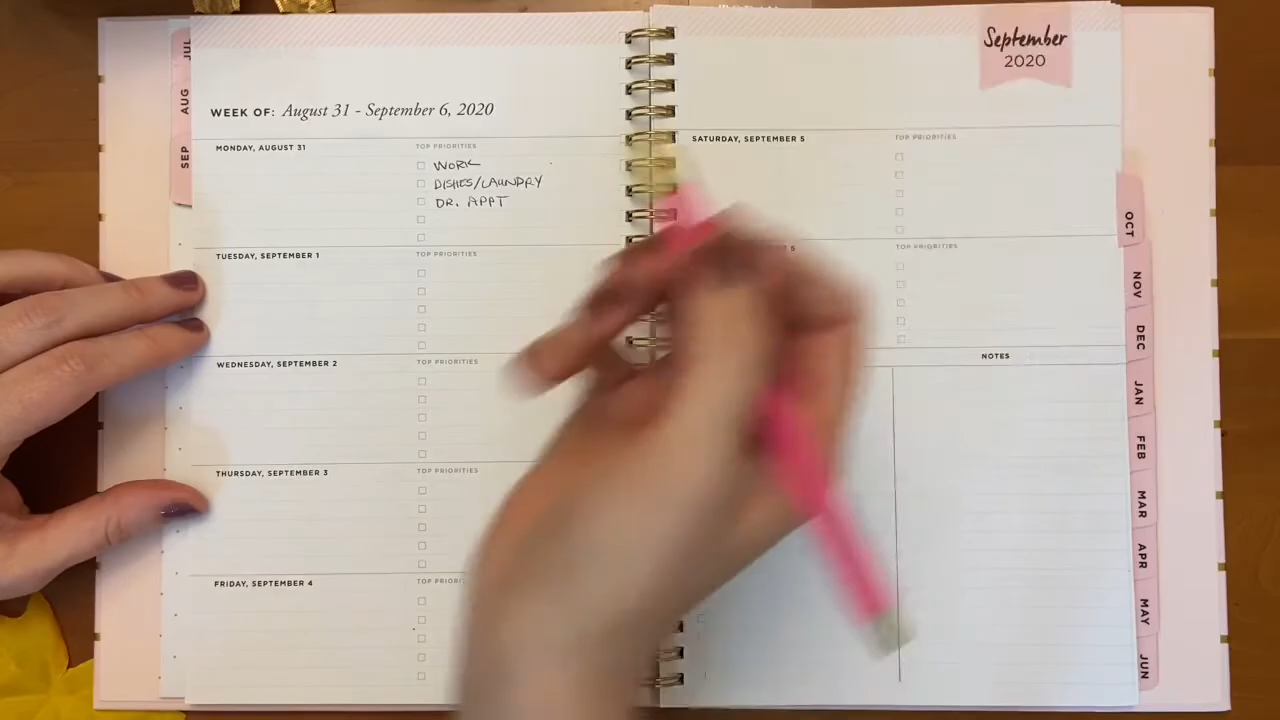 JUL
AUG
SEP
WEEK OF: August 31 - September 6, 2020
MONDAY, AUGUST 31
TOP PRIORITIES
WORK
DISHES/LAUNDRY
DR. APPT
TUESDAY, SEPTEMBER 1
TOP PRIORITIES
WEDNESDAY, SEPTEMBER 2
TOP PRIORITIES
THURSDAY, SEPTEMBER 3
TOP PRIORITIES
FRIDAY, SEPTEMBER 4
TOP PRIOR
September
2020
SATURDAY, SEPTEMBER 5
TOP PRIORITIES
TOP PRIORITIES
NOTES
OCT
NOV
DEC
JAN
FEB
MAR
APR
MAY
JUN